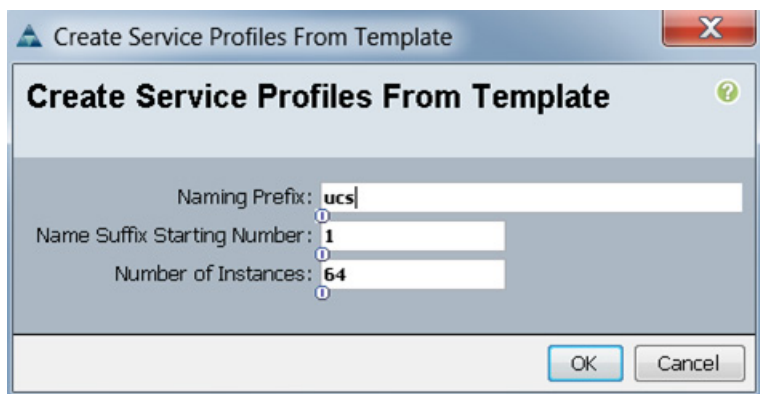 Create Service Profiles From Template
X
Create Service Profiles From Template
?
Naming Prefix: ucs
Name Suffix Starting Number: 1
Number of Instances: 64
OK Cancel